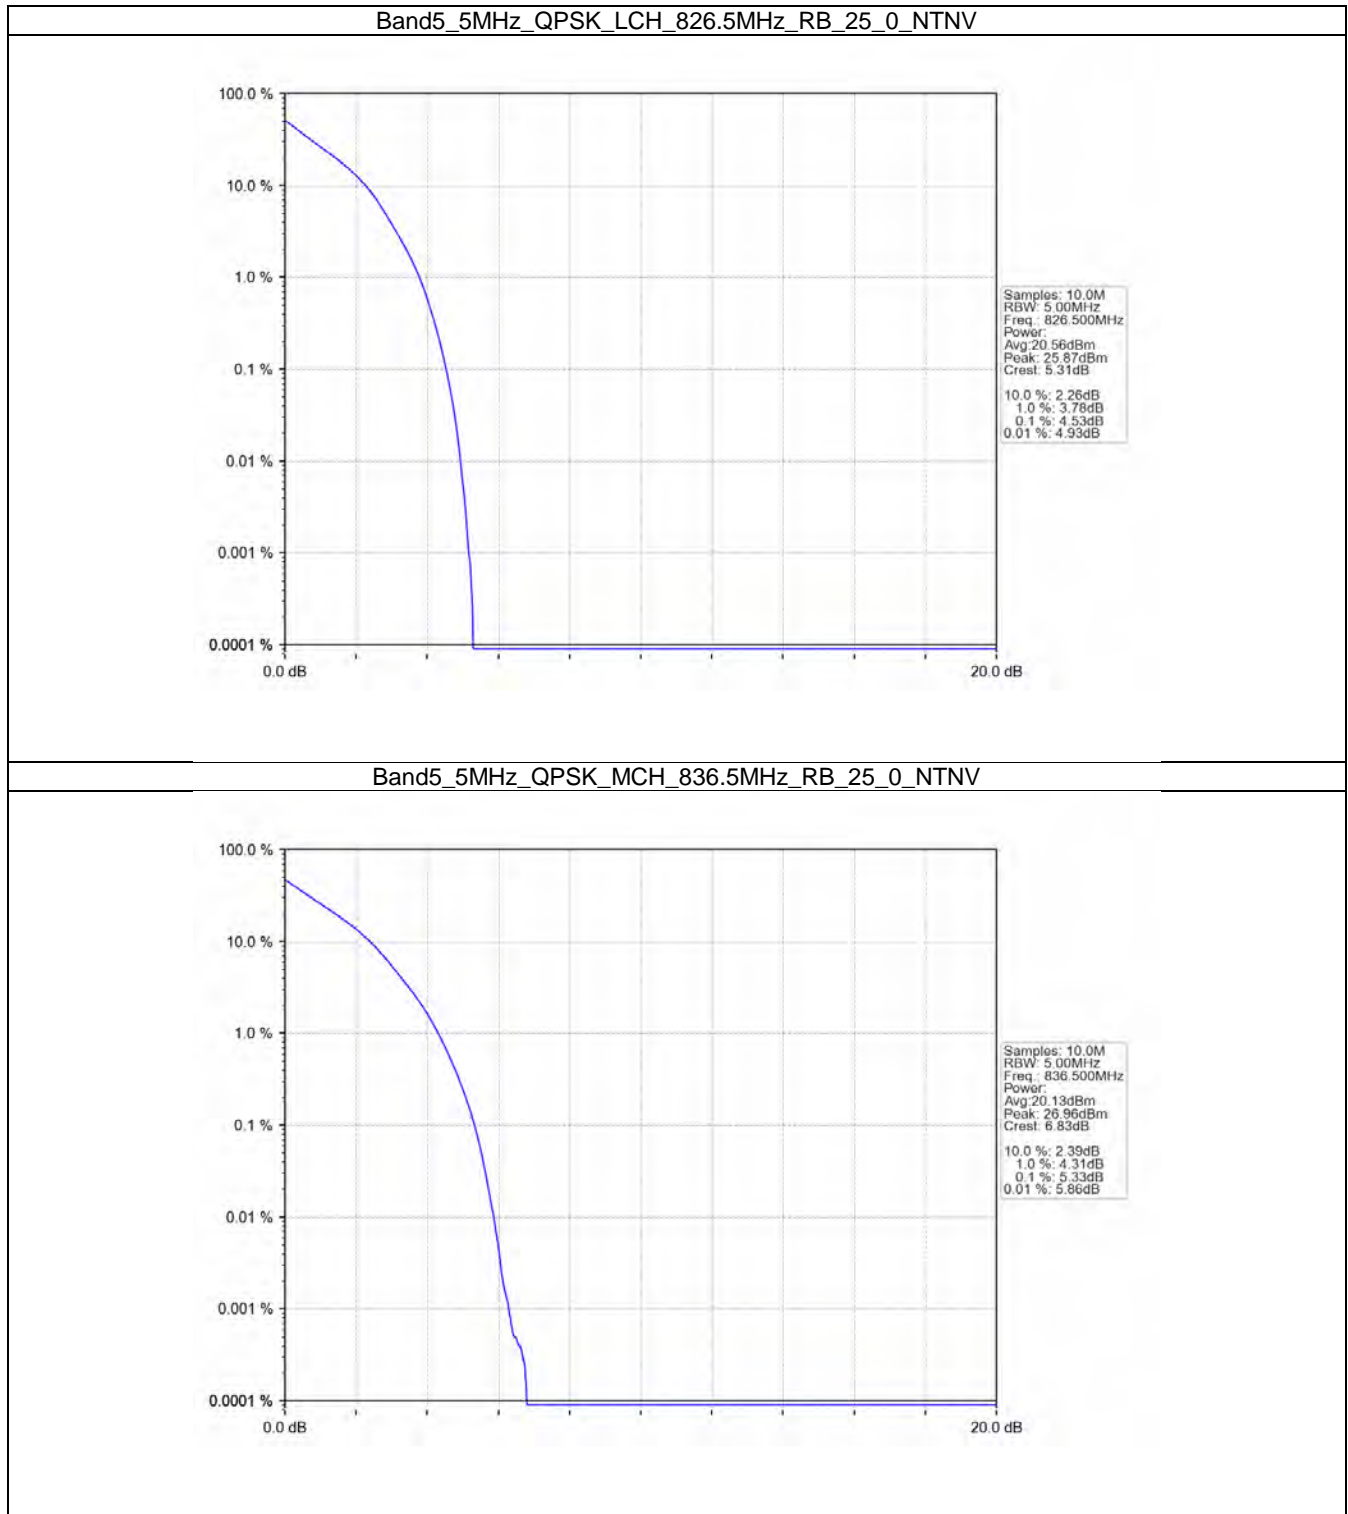 Band5_5MHz_QPSK_LCH_826.5MHz_RB_25_0_NTNV
100.0 %
10.0 %
1.0 %
0.1 %
0.01 %
0.001 %
0.0001 %
0.0 dB
20.0 dB
Samples: 10.0M
RBW: 5.00MHz
Freq.: 826.500MHz
Power:
Avg:20.56dBm
Peak: 25.87dBm
Crest: 5.31dB
10.0 %: 2.26dB
1.0 %: 3.78dB
0.1 %: 4.53dB
0.01 %: 4.93dB
Band5_5MHz_QPSK_MCH_836.5MHz_RB_25_0_NTNV
100.0 %
10.0 %
1.0 %
0.1 %
0.01 %
0.001 %
0.0001 %
0.0 dB
20.0 dB
Samples: 10.0M
RBW: 5.00MHz
Freq.: 836.500MHz
Power:
Avg:20.13dBm
Peak: 26.96dBm
Crest: 6.83dB
10.0 %: 2.39dB
1.0 %: 4.31dB
0.1 %: 5.33dB
0.01 %: 5.86dB